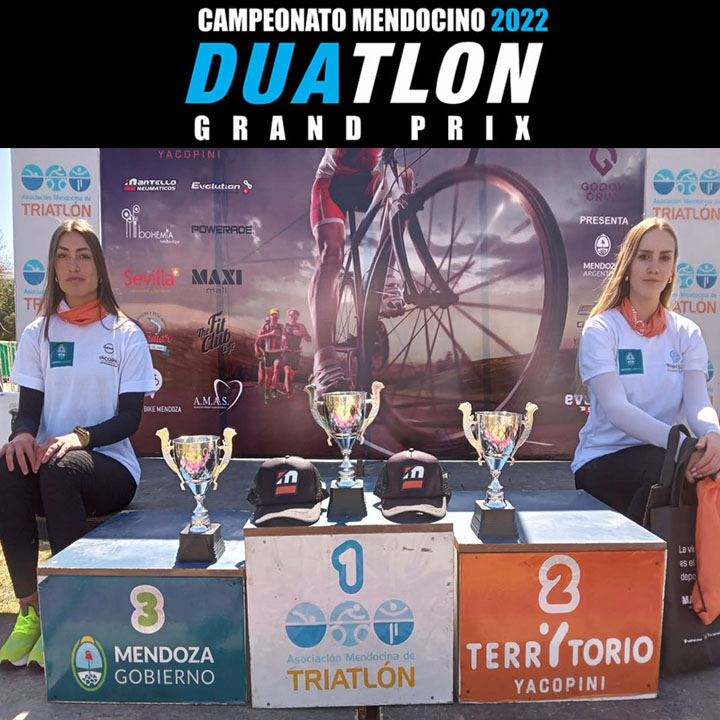 CAMPEONATO MENDOCINO 2022
DUATLON
GRAND PRIX
YACOPINI
mantello
NEUMATICOS
Evolution
BOHEMIA
POWERADE
Sevilla
MAXI
mall
The Fit Club
BIKE MENDOZA
A.M.A.S.
GODOY
CRUZ
PRESENTA
MENDOZA
Asociación Mendocina de
TRIATLÓN
Asociación Mendocina de
TRIATLÓN
3
MENDOZA
GOBIERNO
1
Asociación Mendocina de
TRIATLÓN
2
TERRITORIO
YACOPINI